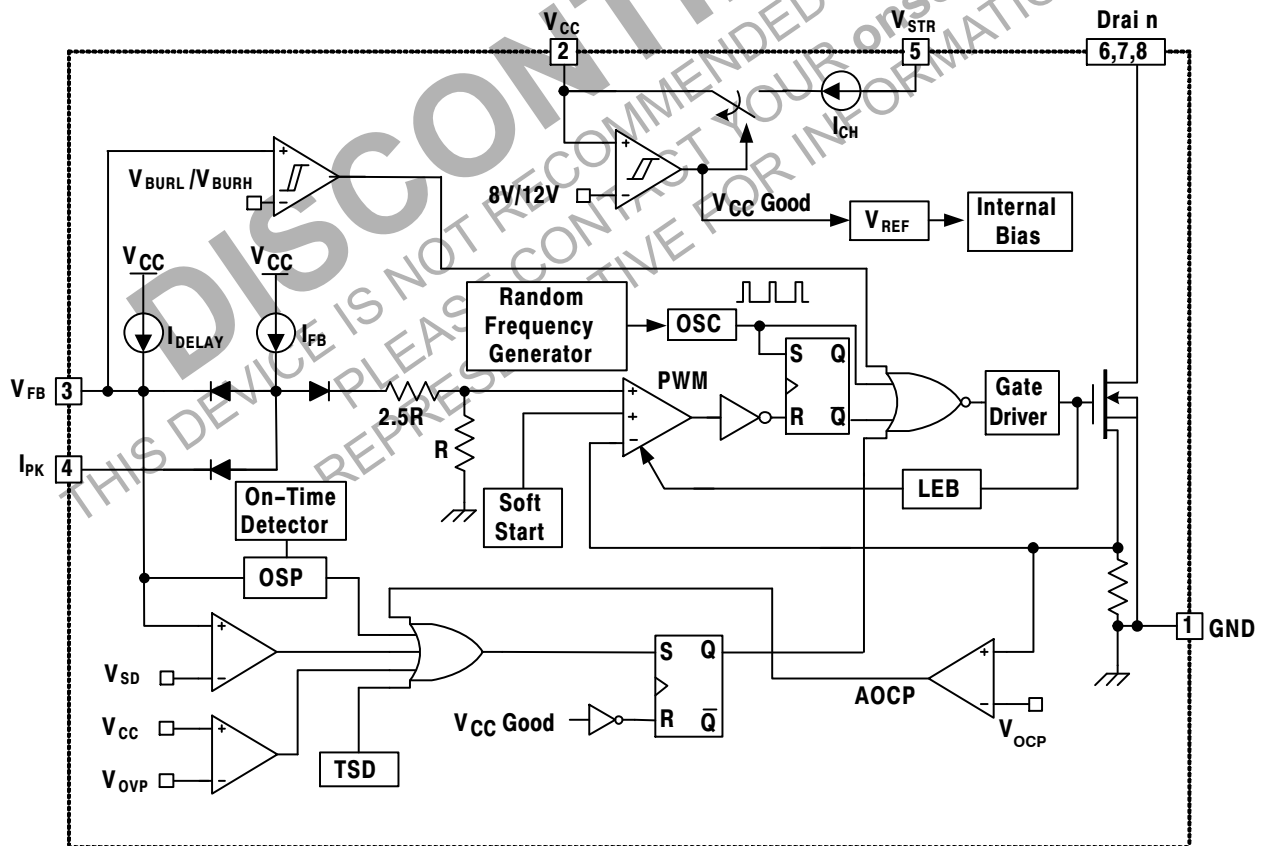 VCC
VSTR
Drai n
2
5
6,7,8
ICH
VBURL /VBURH
+
−
8V/12V
+
−
VCC Good
VREF
Internal
Bias
VCC
VCC
IDELAY
IFB
Random
Frequency
Generator
OSC
S Q
R Q
VFB 3
2.5R
R
PWM
+
+
−
Gate
Driver
IPK 4
LEB
On-Time
Detector
Soft
Start
OSP
1 GND
VSD
+
−
S Q
R Q
VCC Good
AOCP
+
−
VOCP
VCC
VOVP
+
−
TSD
DISCONTI
THIS DEVICE IS NOT RECOMMENDED
PLEASE CONTACT YOUR onse
REPRESENTATIVE FOR INFORMATIO